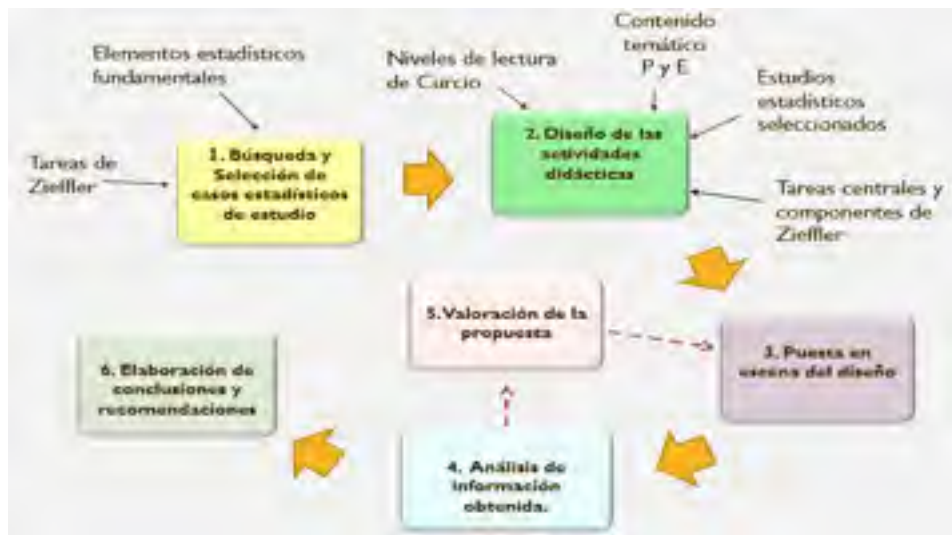 Elementos estadísticos
fundamentales
Tareas de
Zieffler
1. Búsqueda y
Selección de
casos estadísticos
de estudio
Niveles de lectura
de Curcio
Contenido
temático
P y E
Estudios
estadísticos
seleccionados
2. Diseño de las
actividades
didácticas
Tareas centrales y
componentes de
Zieffler
3. Puesta en
escena del diseño
4. Análisis de
información
obtenida.
5. Valoración de la
propuesta
6. Elaboración de
conclusiones y
recomendaciones